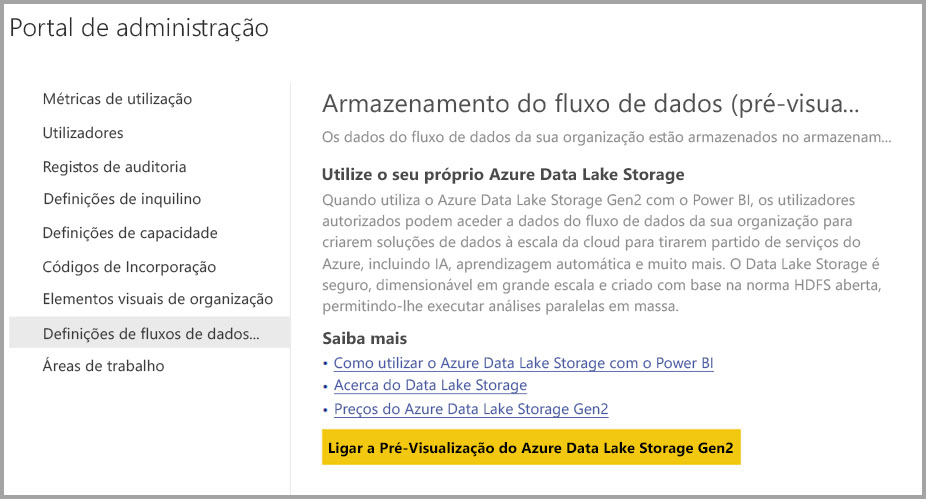 Portal de administração
Métricas de utilização
Utilizadores
Registos de auditoria
Definições de inquilino
Definições de capacidade
Códigos de Incorporação
Elementos visuais de organização
Definições de fluxos de dados...
Áreas de trabalho
Armazenamento do fluxo de dados (pré-visua...
Os dados do fluxo de dados da sua organização estão armazenados no armazenam...
Utilize o seu próprio Azure Data Lake Storage
Quando utiliza o Azure Data Lake Storage Gen2 com o Power BI, os utilizadores
autorizados podem aceder a dados do fluxo de dados da sua organização para
criarem soluções de dados à escala da cloud para tirarem partido de serviços do
Azure, incluindo IA, aprendizagem automática e muito mais. O Data Lake Storage é
seguro, dimensionável em grande escala e criado com base na norma HDFS aberta,
permitindo-lhe executar análises paralelas em massa.
Saiba mais
• Como utilizar o Azure Data Lake Storage com o Power BI
• Acerca do Data Lake Storage
• Preços do Azure Data Lake Storage Gen2
Ligar a Pré-Visualização do Azure Data Lake Storage Gen2